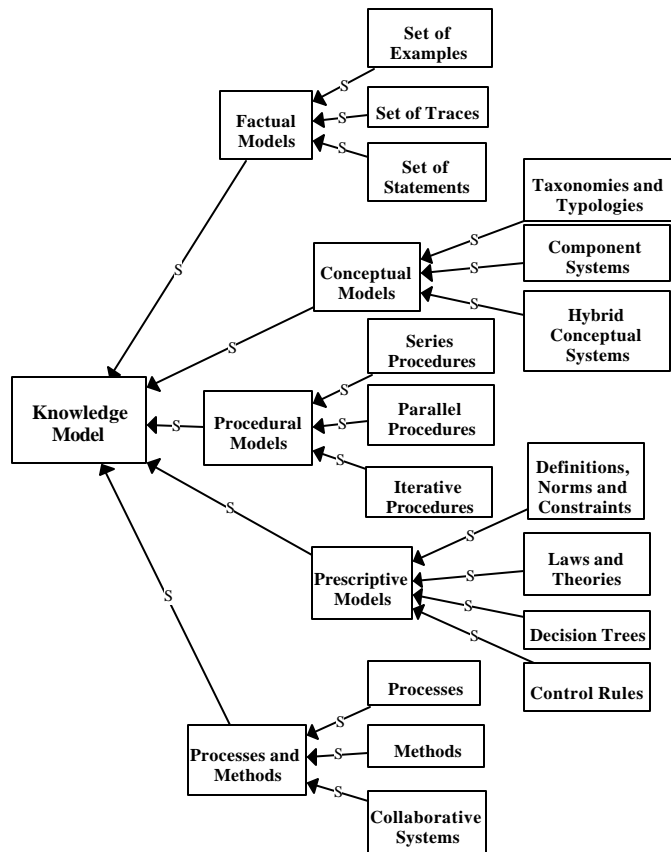 Set of
Examples
S
Factual
Models
S
Set of Traces
S
Set of
Statements
Taxonomies and
Typologies
S
S
Conceptual
Models
S
Component
Systems
S
Hybrid
Conceptual
Systems
S
Series
Procedures
S
Knowledge
Model
S
Procedural
Models
S
Parallel
Procedures
S
Iterative
Procedures
Definitions,
Norms and
Constraints
S
S
Prescriptive
Models
S
Laws and
Theories
S
Decision Trees
S
Control Rules
S
Processes
S
Processes and
Methods
S
Methods
S
Collaborative
Systems